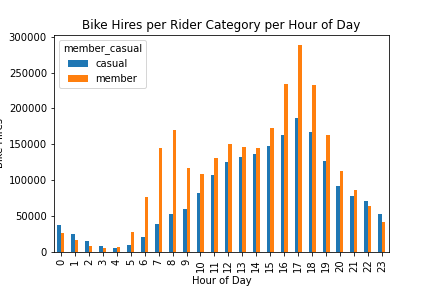 Bike Hires per Rider Category per Hour of Day
member_casual
casual
member
300000
250000
200000
150000
100000
50000
0
Bike Hires
0 1 2 3 4 5 6 7 8 9 10 11 12 13 14 15 16 17 18 19 20 21 22 23
Hour of Day